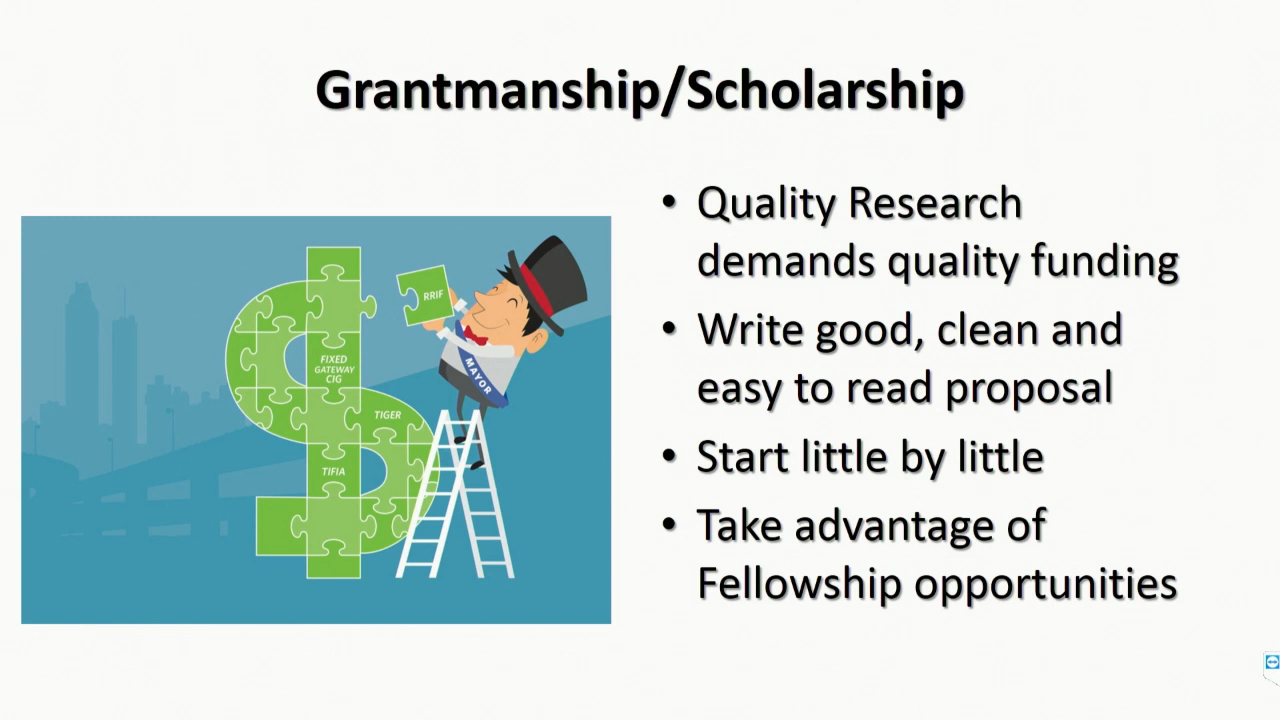 Grantmanship/Scholarship
• Quality Research
demands quality funding
• Write good, clean and
easy to read proposal
• Start little by little
• Take advantage of
Fellowship opportunities
RRIF
FIXED
GATEWAY
CIG
MAYOR
TIGER
TIFIA